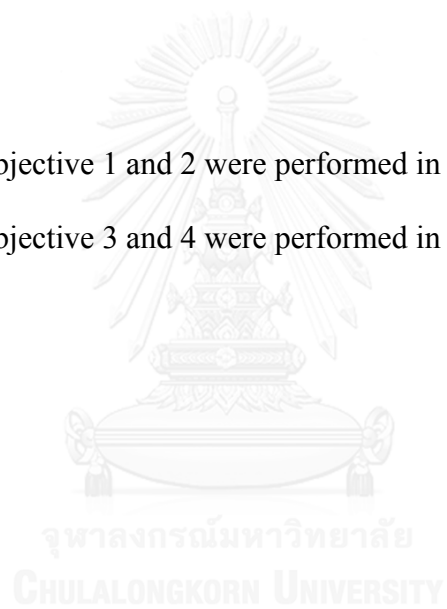 bjective 1 and 2 were performed in
bjective 3 and 4 were performed in
จุฬาลงกรณ์มหาวิทยาลัย
CHULALONGKORN UNIVERSITY